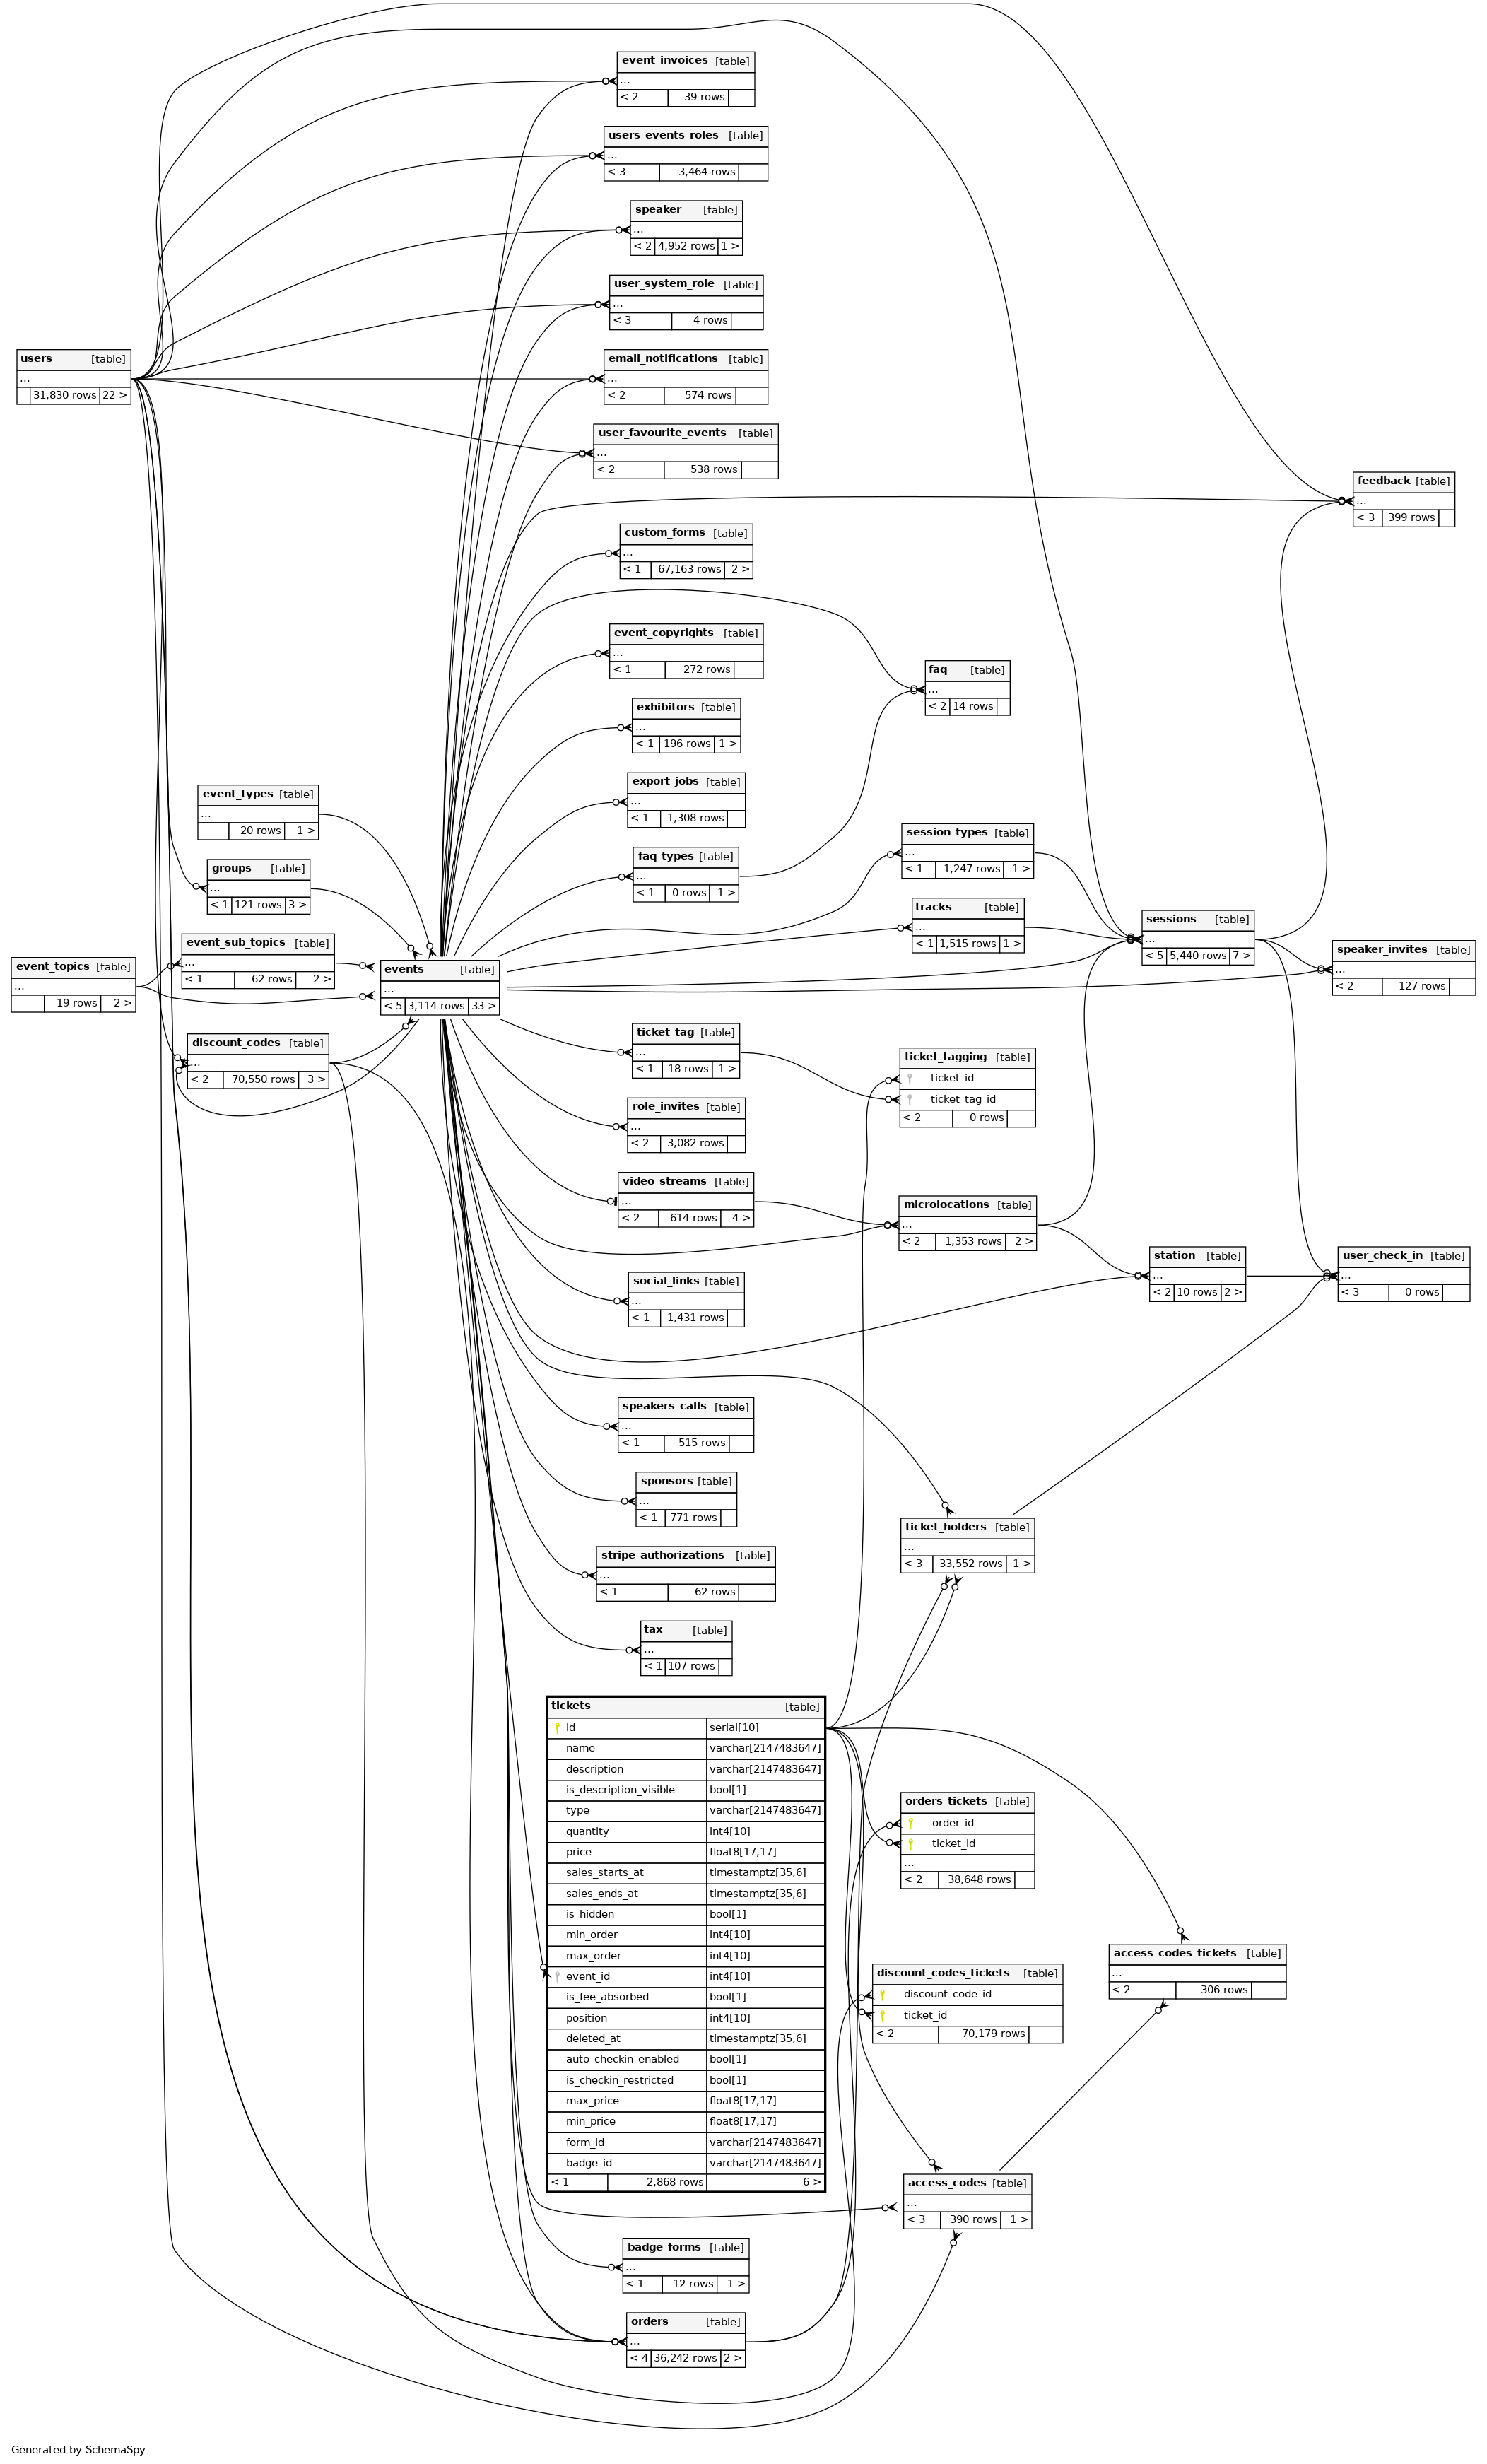 event_invoices [table]
...
< 2 39 rows
users_events_roles [table]
...
< 3 3,464 rows
speaker [table]
...
< 2 4,952 rows 1 >
user_system_role [table]
...
< 3 4 rows
users [table]
...
31,830 rows 22 >
email_notifications [table]
...
< 2 574 rows
user_favourite_events [table]
...
< 2 538 rows
feedback [table]
...
< 3 399 rows
custom_forms [table]
...
< 1 67,163 rows 2 >
event_copyrights [table]
...
< 1 272 rows
faq [table]
...
< 2 14 rows
exhibitors [table]
...
< 1 196 rows 1 >
export_jobs [table]
...
< 1 1,308 rows
event_types [table]
...
20 rows 1 >
session_types [table]
...
< 1 1,247 rows 1 >
faq_types [table]
...
< 1 0 rows 1 >
groups [table]
...
< 1 121 rows 3 >
tracks [table]
...
< 1 1,515 rows 1 >
sessions [table]
...
< 5 5,440 rows 7 >
event_sub_topics [table]
...
< 1 62 rows 2 >
speaker_invites [table]
...
< 2 127 rows
event_topics [table]
...
19 rows 2 >
events [table]
...
< 5 3,114 rows 33 >
ticket_tag [table]
...
< 1 18 rows 1 >
discount_codes [table]
...
< 2 70,550 rows 3 >
ticket_tagging [table]
ticket_id
ticket_tag_id
< 2 0 rows
role_invites [table]
...
< 2 3,082 rows
video_streams [table]
...
< 2 614 rows 4 >
microlocations [table]
...
< 2 1,353 rows 2 >
station [table]
...
< 2 10 rows 2 >
user_check_in [table]
...
< 3 0 rows
social_links [table]
...
< 1 1,431 rows
speakers_calls [table]
...
< 1 515 rows
sponsors [table]
...
< 1 771 rows
ticket_holders [table]
...
< 3 33,552 rows 1 >
stripe_authorizations [table]
...
< 1 62 rows
tax [table]
...
< 1 107 rows
tickets [table]
id serial[10]
name varchar[2147483647]
description varchar[2147483647]
is_description_visible bool[1]
type varchar[2147483647]
quantity int4[10]
price float8[17,17]
sales_starts_at timestamptz[35,6]
sales_ends_at timestamptz[35,6]
is_hidden bool[1]
min_order int4[10]
max_order int4[10]
event_id int4[10]
is_fee_absorbed bool[1]
position int4[10]
deleted_at timestamptz[35,6]
auto_checkin_enabled bool[1]
is_checkin_restricted bool[1]
max_price float8[17,17]
min_price float8[17,17]
form_id varchar[2147483647]
badge_id varchar[2147483647]
< 1 2,868 rows 6 >
orders_tickets [table]
order_id
ticket_id
...
< 2 38,648 rows
access_codes_tickets [table]
...
< 2 306 rows
discount_codes_tickets [table]
discount_code_id
ticket_id
< 2 70,179 rows
access_codes [table]
...
< 3 390 rows 1 >
badge_forms [table]
...
< 1 12 rows 1 >
orders [table]
...
< 4 36,242 rows 2 >
Generated by SchemaSpy